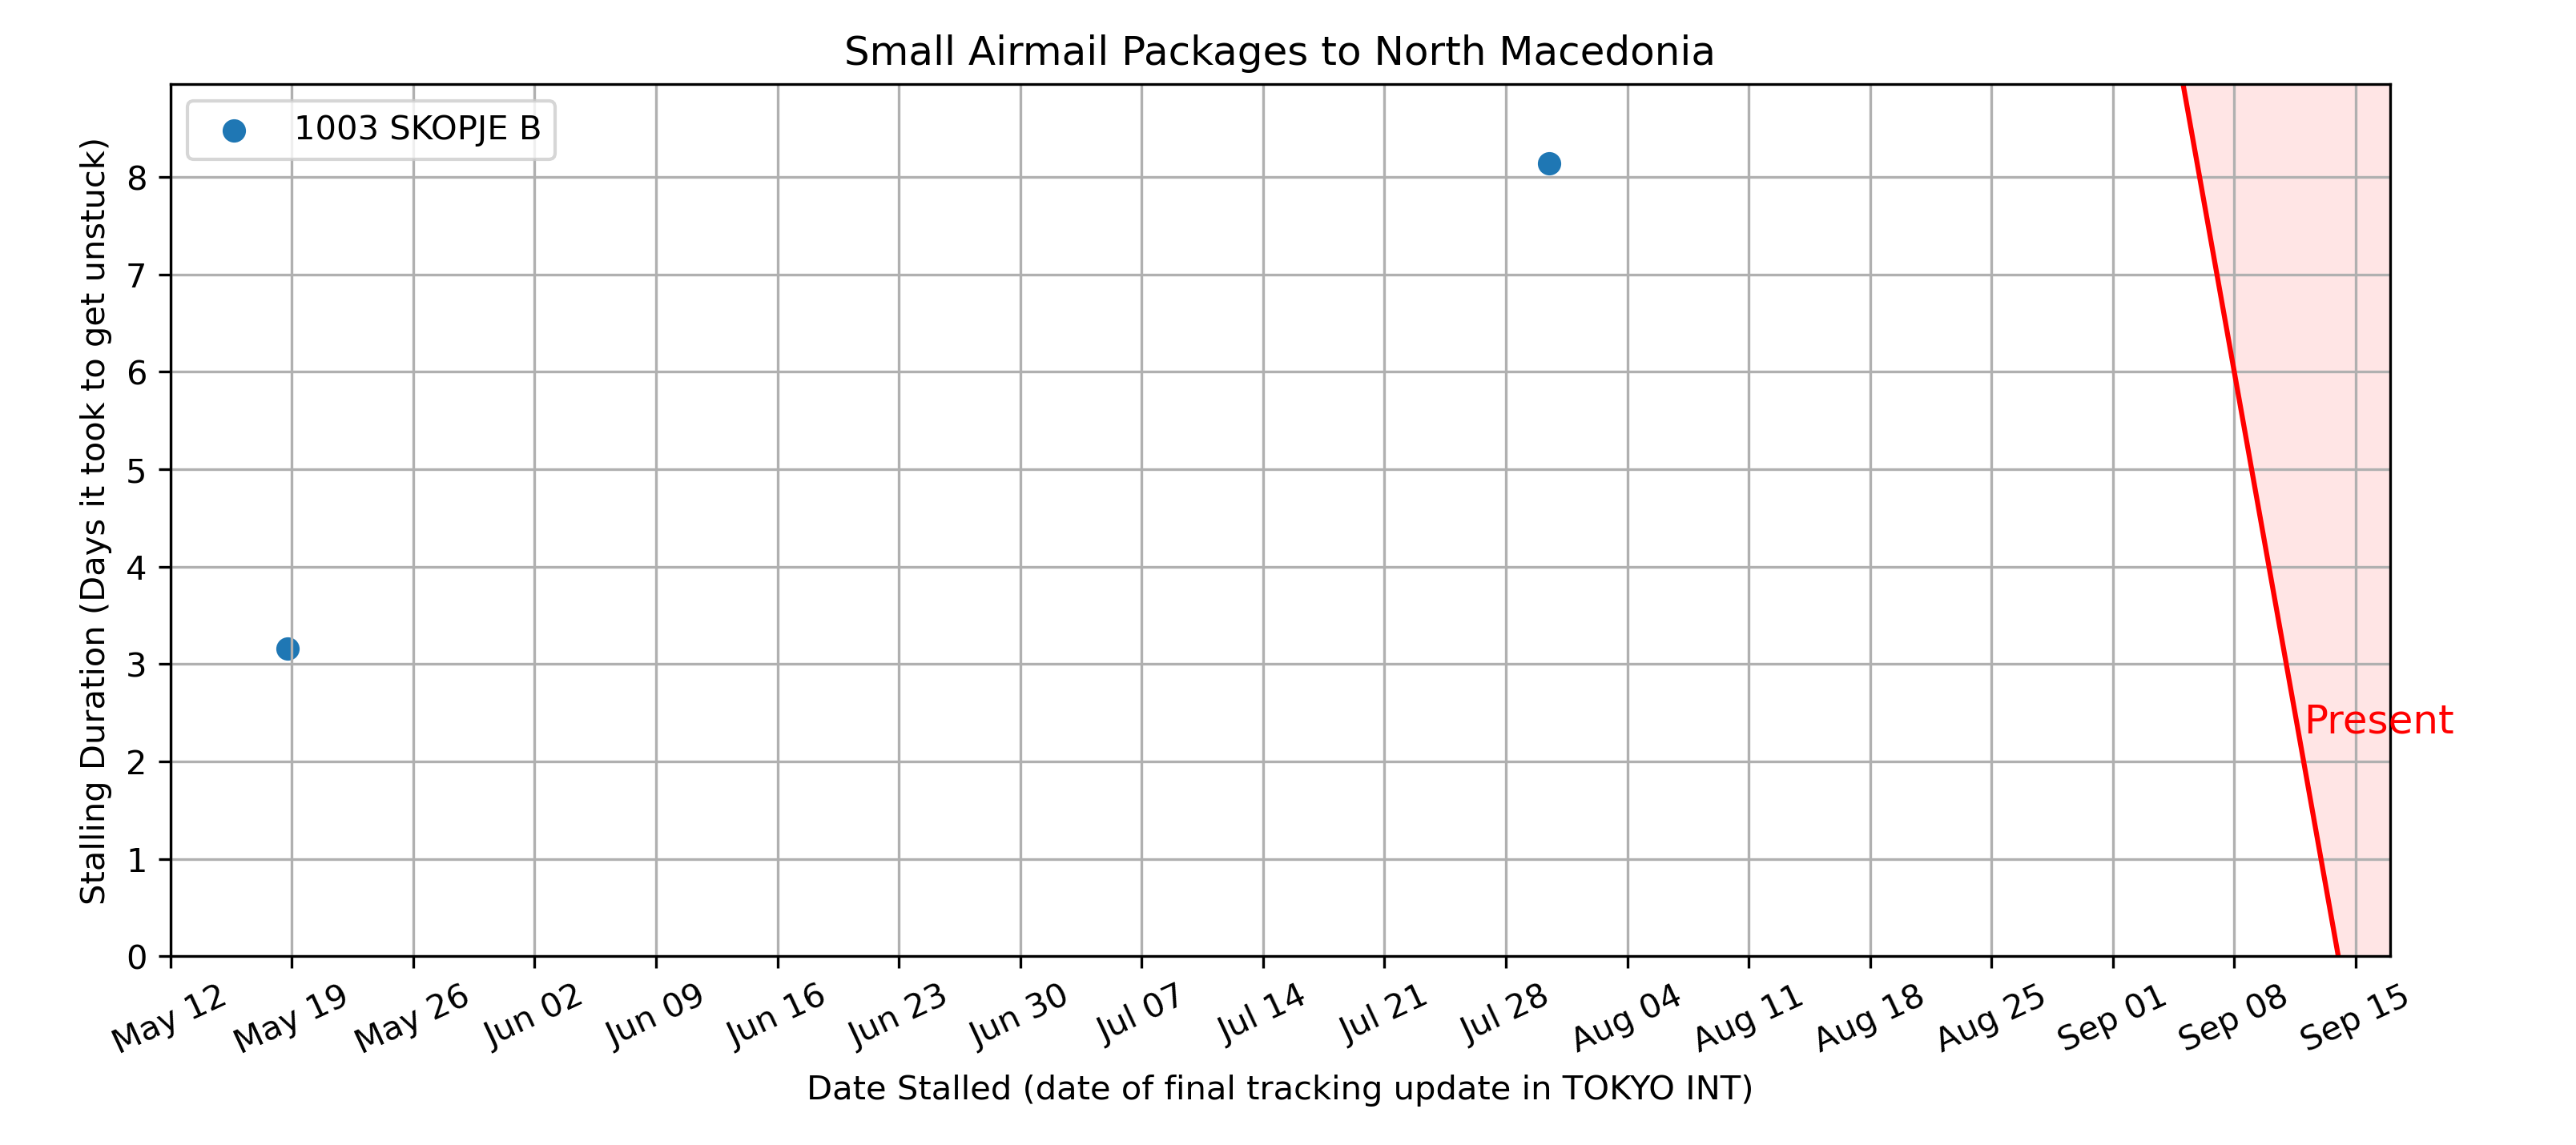 Small Airmail Packages to North Macedonia
1003 SKOPJE B
Stalling Duration (Days it took to get unstuck)
8
7
6
5
4
3
2
1
0
Present
May 12
May 19
May 26
Jun 02
Jun 09
Jun 16
Jun 23
Jun 30
Jul 07
Jul 14
Jul 21
Jul 28
Aug 04
Aug 11
Aug 18
Aug 25
Sep 01
Sep 08
Sep 15
Date Stalled (date of final tracking update in TOKYO INT)